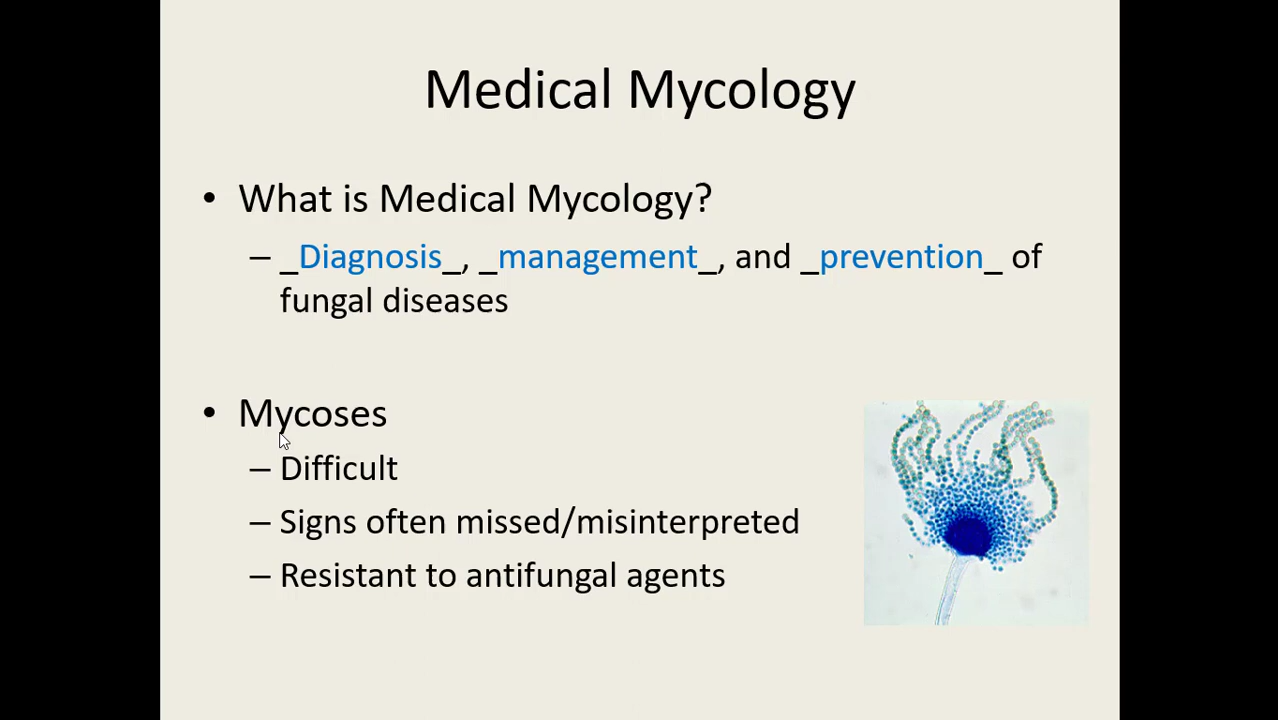 Medical Mycology
• What is Medical Mycology?
– _Diagnosis_, _management_, and _prevention_ of
fungal diseases
• Mycoses
– Difficult
– Signs often missed/misinterpreted
– Resistant to antifungal agents